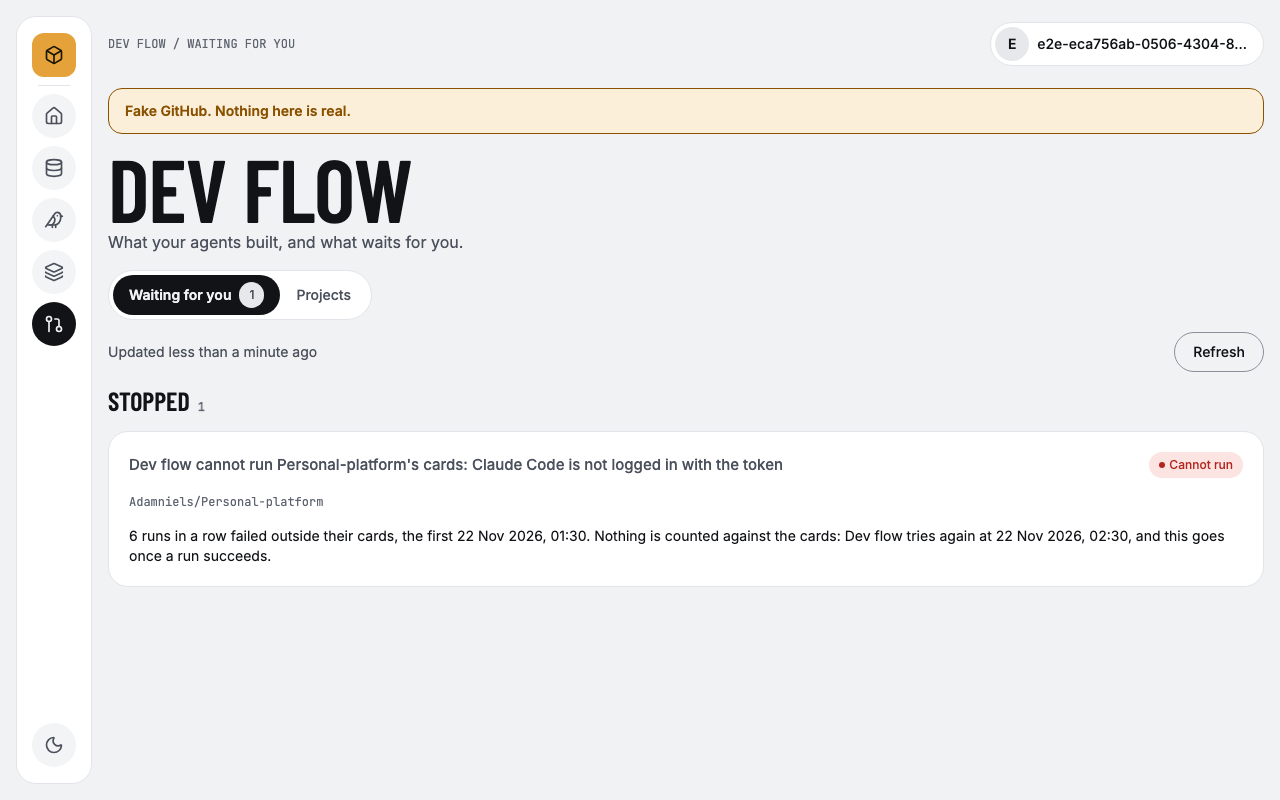 DEV FLOW / WAITING FOR YOU
E
e2e-eca756ab-0506-4304-8...
Fake GitHub. Nothing here is real.
DEV FLOW
What your agents built, and what waits for you.
Waiting for you 1
Projects
Updated less than a minute ago
Refresh
STOPPED 1
Dev flow cannot run Personal-platform's cards: Claude Code is not logged in with the token
Cannot run
Adamniels/Personal-platform
6 runs in a row failed outside their cards, the first 22 Nov 2026, 01:30. Nothing is counted against the cards: Dev flow tries again at 22 Nov 2026, 02:30, and this goes
once a run succeeds.